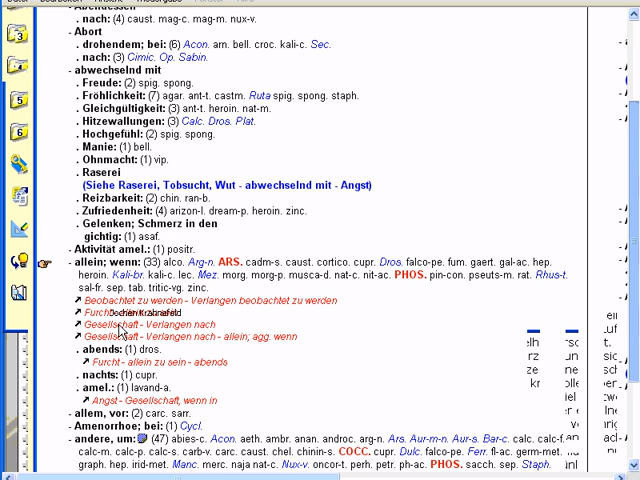 Abendessen
. nach: (4) caust. mag-c. mag-m. nux-v.
- Abort
. drohendem; bei: (6) Acon. arn. bell. croc. kali-c. Sec.
. nach: (3) Cimic. Op. Sabin.
- abwechselnd mit
. Freude: (2) spig. spong.
. Fröhlichkeit: (7) agar. ant-t. castm. Ruta spig. spong. staph.
. Gleichgültigkeit: (3) ant-t. heroin. nat-m.
. Hitzewallungen: (3) Calc. Dros. Plat.
. Hochgefühl: (2) spig. spong.
. Manie: (1) bell.
. Ohnmacht: (1) vip.
. Raserei
(Siehe Raserei, Tobsucht, Wut - abwechselnd mit - Angst)
. Reizbarkeit: (2) chin. ran-b.
. Zufriedenheit: (4) arizon-l. dream-p. heroin. zinc.
. Gelenken; Schmerz in den
gichtig: (1) asaf.
- Aktivität amel.: (1) positr.
- allein; wenn: (33) alco. Arg-n. ARS. cadm-s. caust. cortico. cupr. Dros. falco-pe. fum. gaert. gal-ac. hep.
heroin. Kali-br. kali-c. lec. Mez. morg. morg-p. musca-d. nat-c. nit-ac. PHOS. pin-con. pseuts-m. rat. Rhus-t.
sal-fr. sep. tab. tritic-vg. zinc.
Beobachtet zu werden - Verlangen beobachtet zu werden
Gesellschaft - Verlangen nach
Gesellschaft - Verlangen nach - allein; agg. wenn
. abends: (1) dros.
Furcht - allein zu sein - abends
. nachts: (1) cupr.
. amel.: (1) lavand-a.
Angst - Gesellschaft, wenn in
- allem, vor: (2) carc. sarr.
- Amenorrhoe; bei: (1) Cycl.
- andere, um: (47) abies-c. Acon. aeth. ambr. anan. androc. arg-n. Ars. Aur-m-n. Aur-s. Bar-c. calc. calc-f.
calc-m. calc-p. calc-s. carb-v. carc. caust. chel. chinin-s. COCC. cupr. Dulc. falco-pe. Ferr. fl-ac. germ-met.
graph. hep. irid-met. Manc. merc. naja nat-c. Nux-v. oncor-t. perh. petr. ph-ac. PHOS. sacch. sep. Staph.